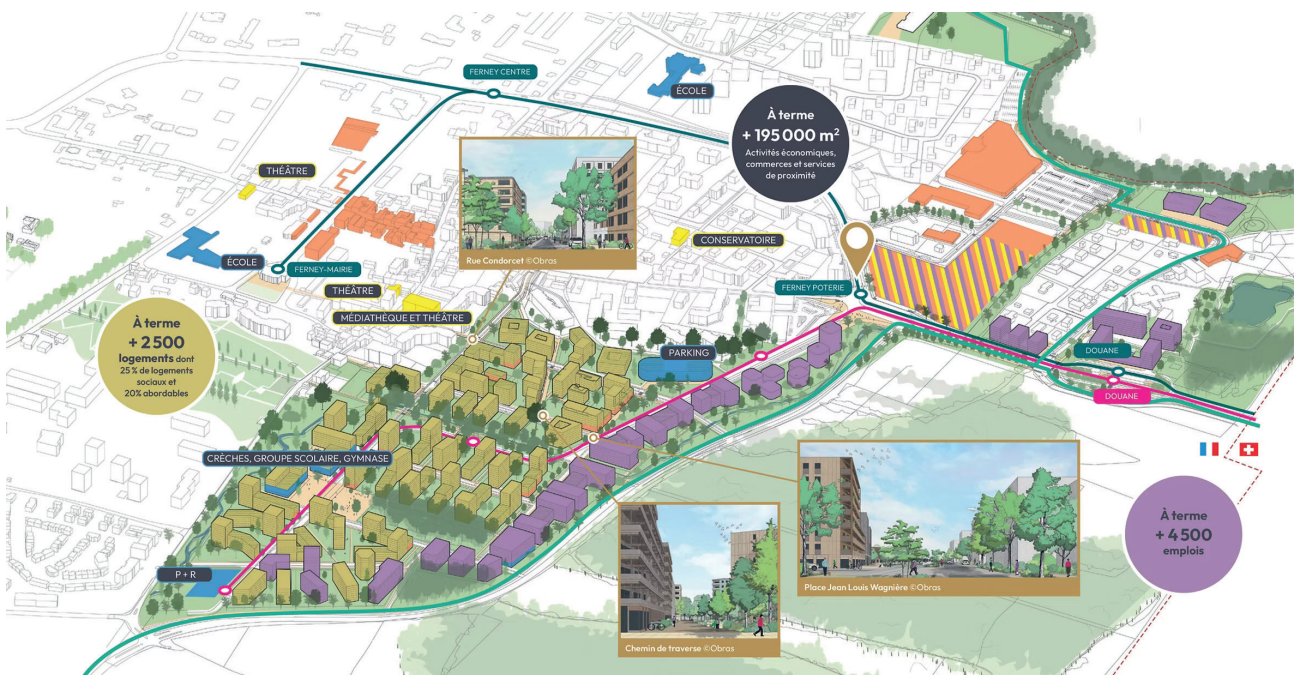 FERNEY CENTRE
ÉCOLE
À terme
+ 195 000 m²
Activités économiques,
commerces et services
de proximité
THÉÂTRE
Rue Condorcet ©Obras
CONSERVATOIRE
ÉCOLE
FERNEY-MAIRIE
THÉÂTRE
FERNEY POTERIE
MÉDIATHÈQUE ET THÉÂTRE
À terme
+ 2 500
logements dont
25 % de logements
sociaux et
20% abordables
PARKING
DOUANE
DOUANE
CRÈCHES, GROUPE SCOLAIRE, GYMNASE
À terme
+ 4 500
emplois
P + R
Place Jean Louis Wagnière ©Obras
Chemin de traverse ©Obras